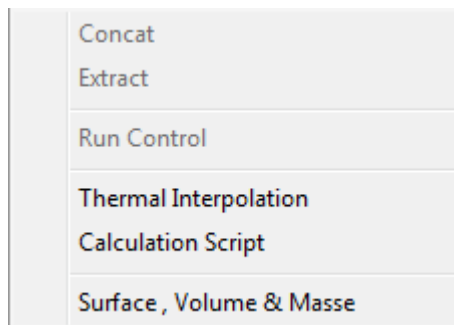 Concat
Extract
Run Control
Thermal Interpolation
Calculation Script
Surface , Volume & Masse